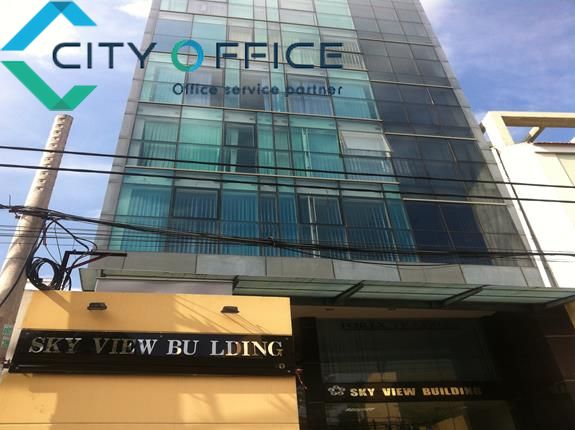 CITY OFFICE
Office service partner
SKY VIEW BU LDING
SKY VIEW BUILDING